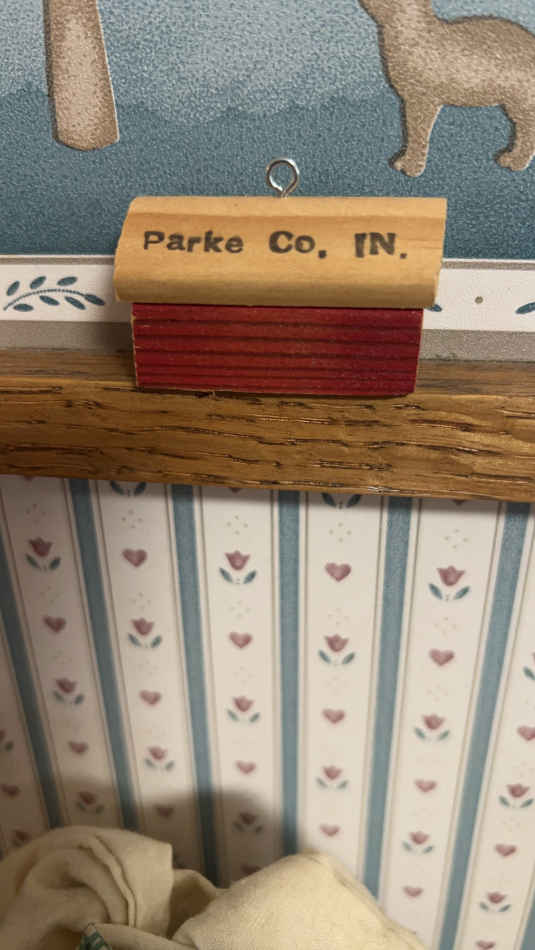 Parke Co, IN.